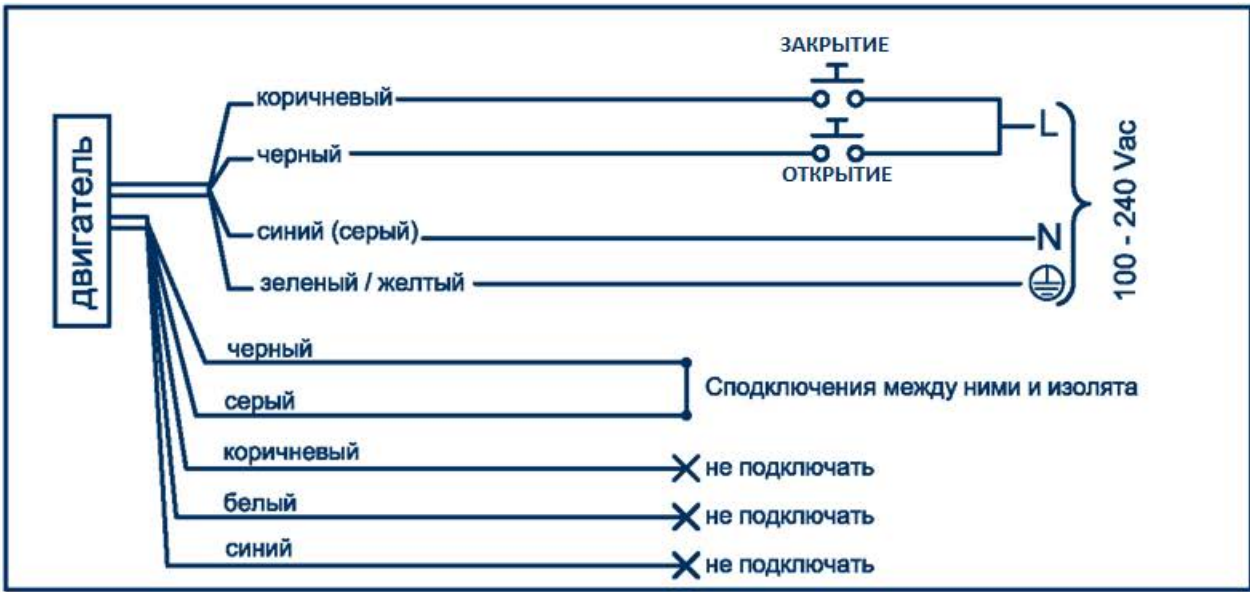 ЗАКРЫТИЕ
коричневый
L
черный
ОТКРЫТИЕ
двигатель
100 - 240 Vac
синий (серый)
N
зеленый / желтый
черный
Сподключения между ними и изолята
серый
коричневый
не подключать
белый
не подключать
синий
не подключать